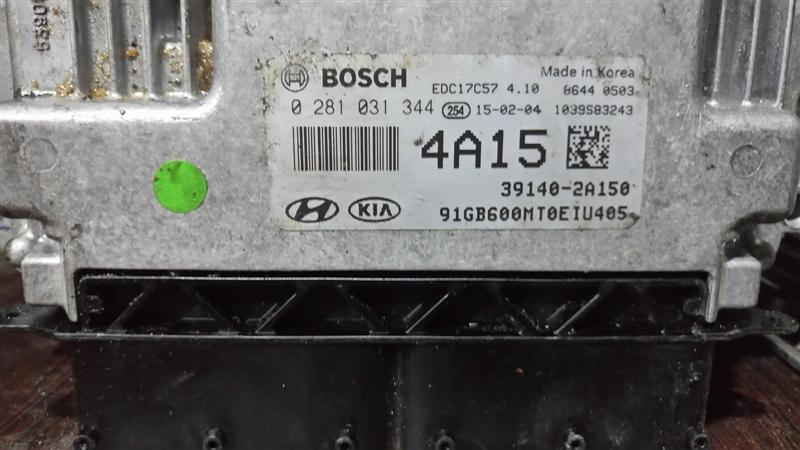 BOSCH EDC17C57 4.10 Made in Korea 8644 0503
0 281 031 344 254 15-02-04 1039S83243
4A15
39140-2A150
KIA 91GB600MT0EIU405